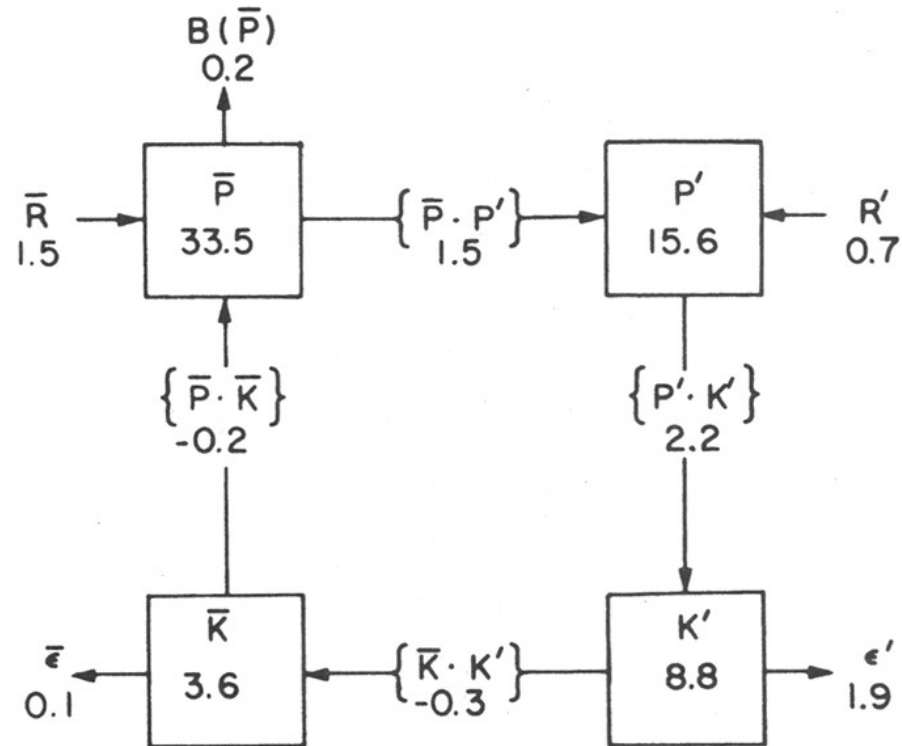 B(P̅)
0.2
R̅
1.5
P̅
33.5
{P̅ · P′}
1.5
P′
15.6
R′
0.7
{P̅ · K̅}
-0.2
{P′ · K′}
2.2
ϵ̅
0.1
K̅
3.6
{K̅ · K′}
-0.3
K′
8.8
ϵ′
1.9